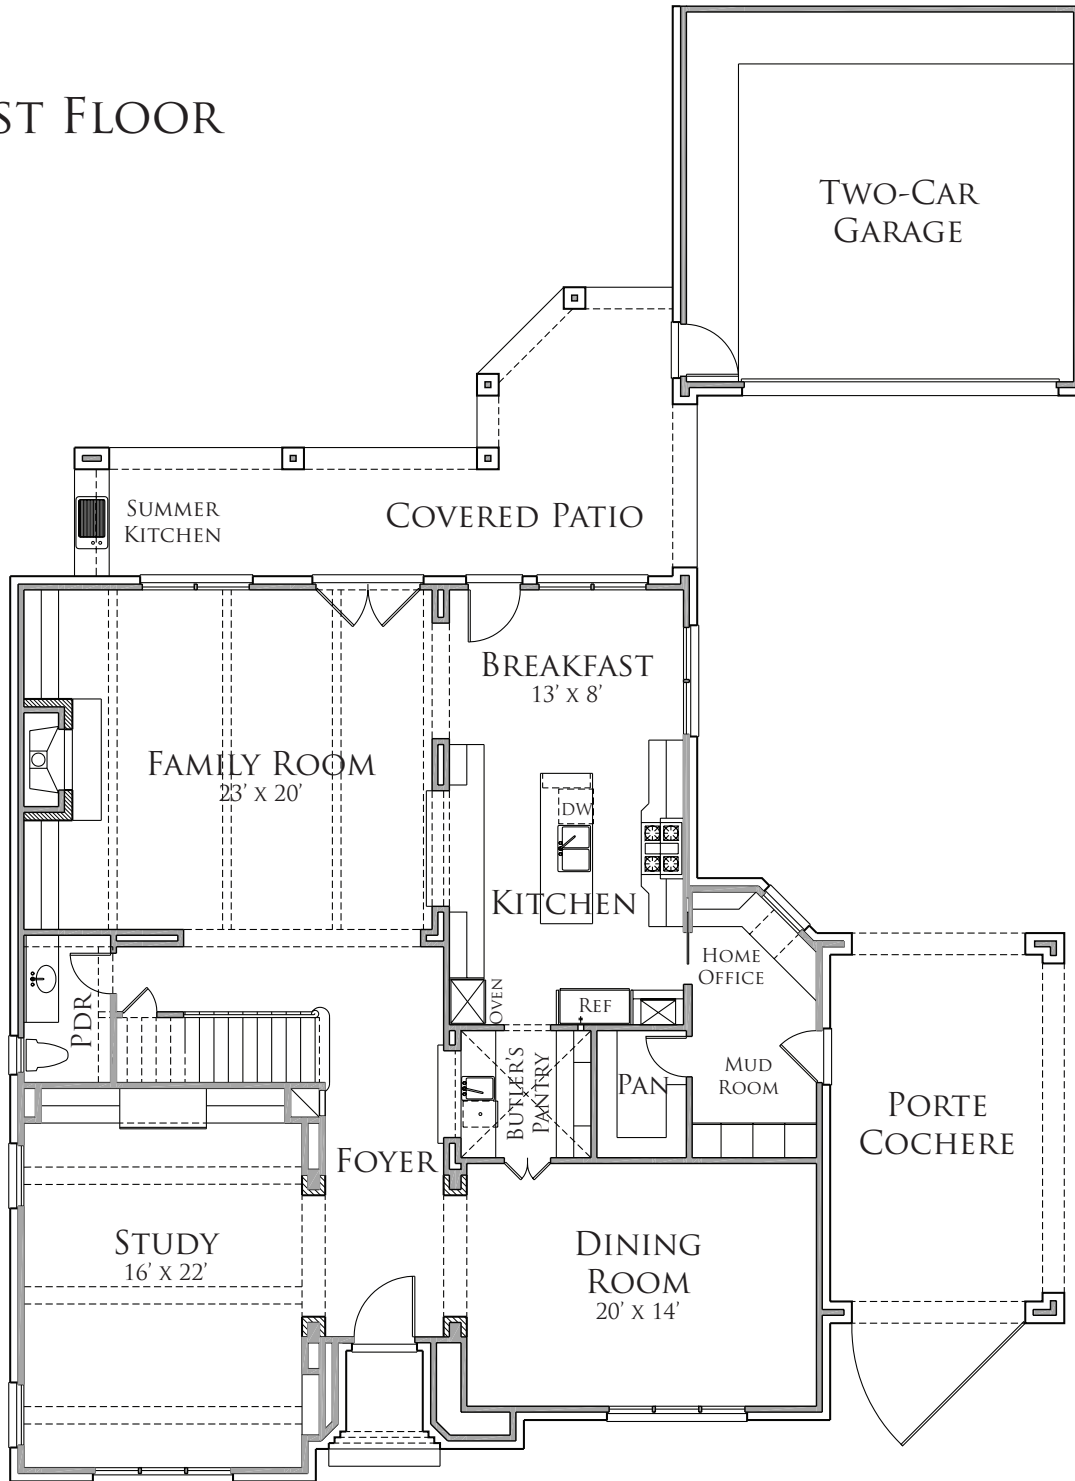 ST FLOOR
TWO-CAR
GARAGE
SUMMER
KITCHEN
COVERED PATIO
BREAKFAST
13' X 8'
FAMILY ROOM
23' X 20'
DW
KITCHEN
HOME
OFFICE
OVEN
REF
PDR
BUTLER'S
PANTRY
PAN
MUD
ROOM
PORTE
COCHERE
FOYER
STUDY
16' X 22'
DINING
ROOM
20' X 14'